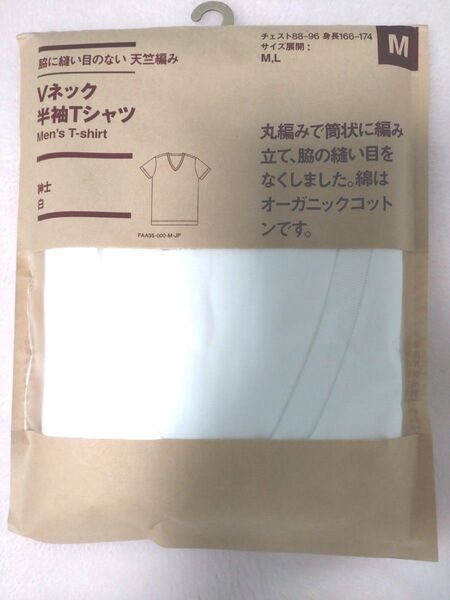 脇に縫い目のない 天竺編み
Vネック
半袖Tシャツ
Men's T-shirt
紳士
白
FAA35-000-M-JP
チェスト88-96 身長166-174
サイズ展開：
M,L
M
丸編みで筒状に編み
立て、脇の縫い目を
なくしました。綿は
オーガニックコット
ンです。